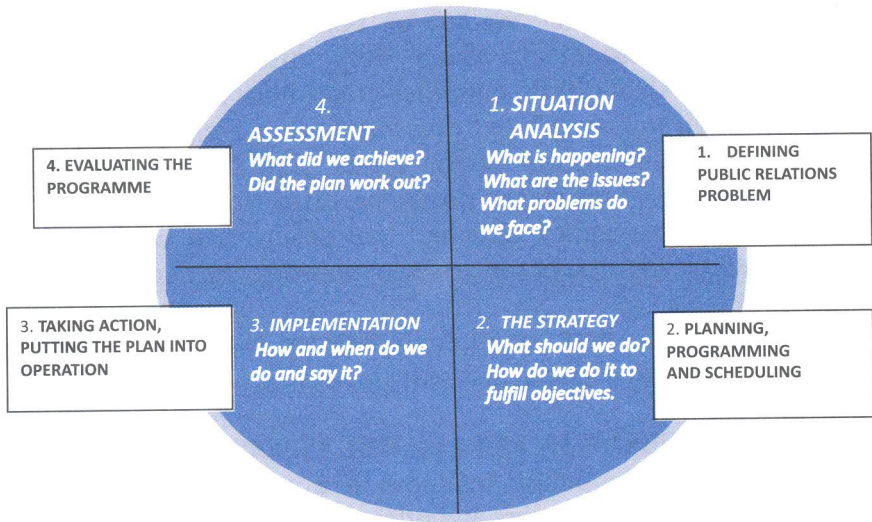 4.
ASSESSMENT
What did we achieve?
Did the plan work out?
1. SITUATION
ANALYSIS
What is happening?
What are the issues?
What problems do
we face?
4. EVALUATING THE
PROGRAMME
1. DEFINING
PUBLIC RELATIONS
PROBLEM
3. TAKING ACTION,
PUTTING THE PLAN INTO
OPERATION
3. IMPLEMENTATION
How and when do we
do and say it?
2. THE STRATEGY
What should we do?
How do we do it to
fulfill objectives.
2. PLANNING,
PROGRAMMING
AND SCHEDULING